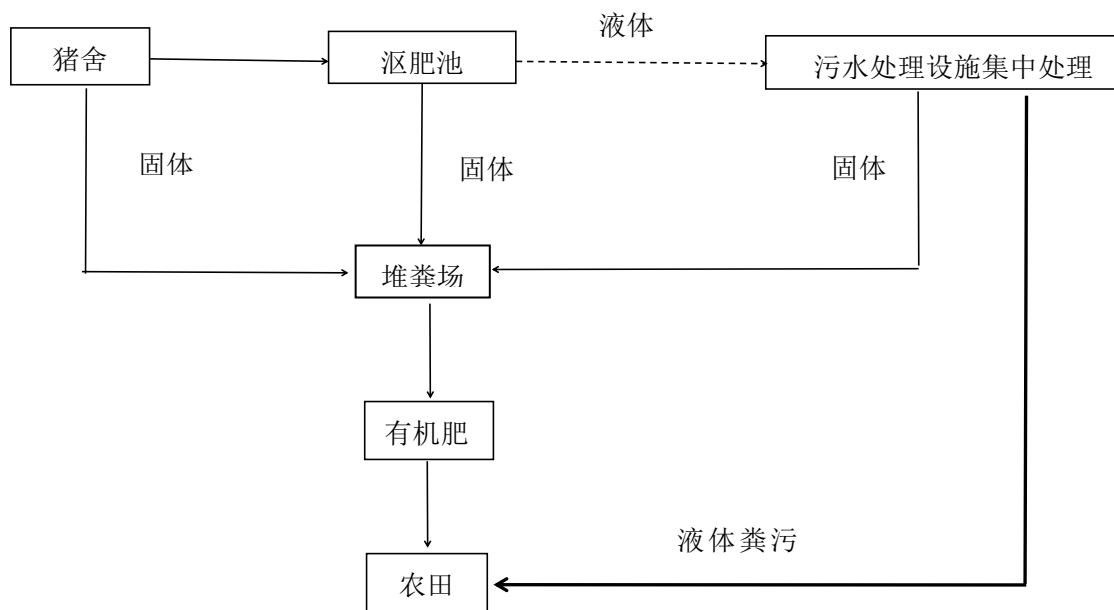 液体
猪舍
沤肥池
污水处理设施集中处理
固体
固体
固体
堆粪场
有机肥
液体粪污
农田